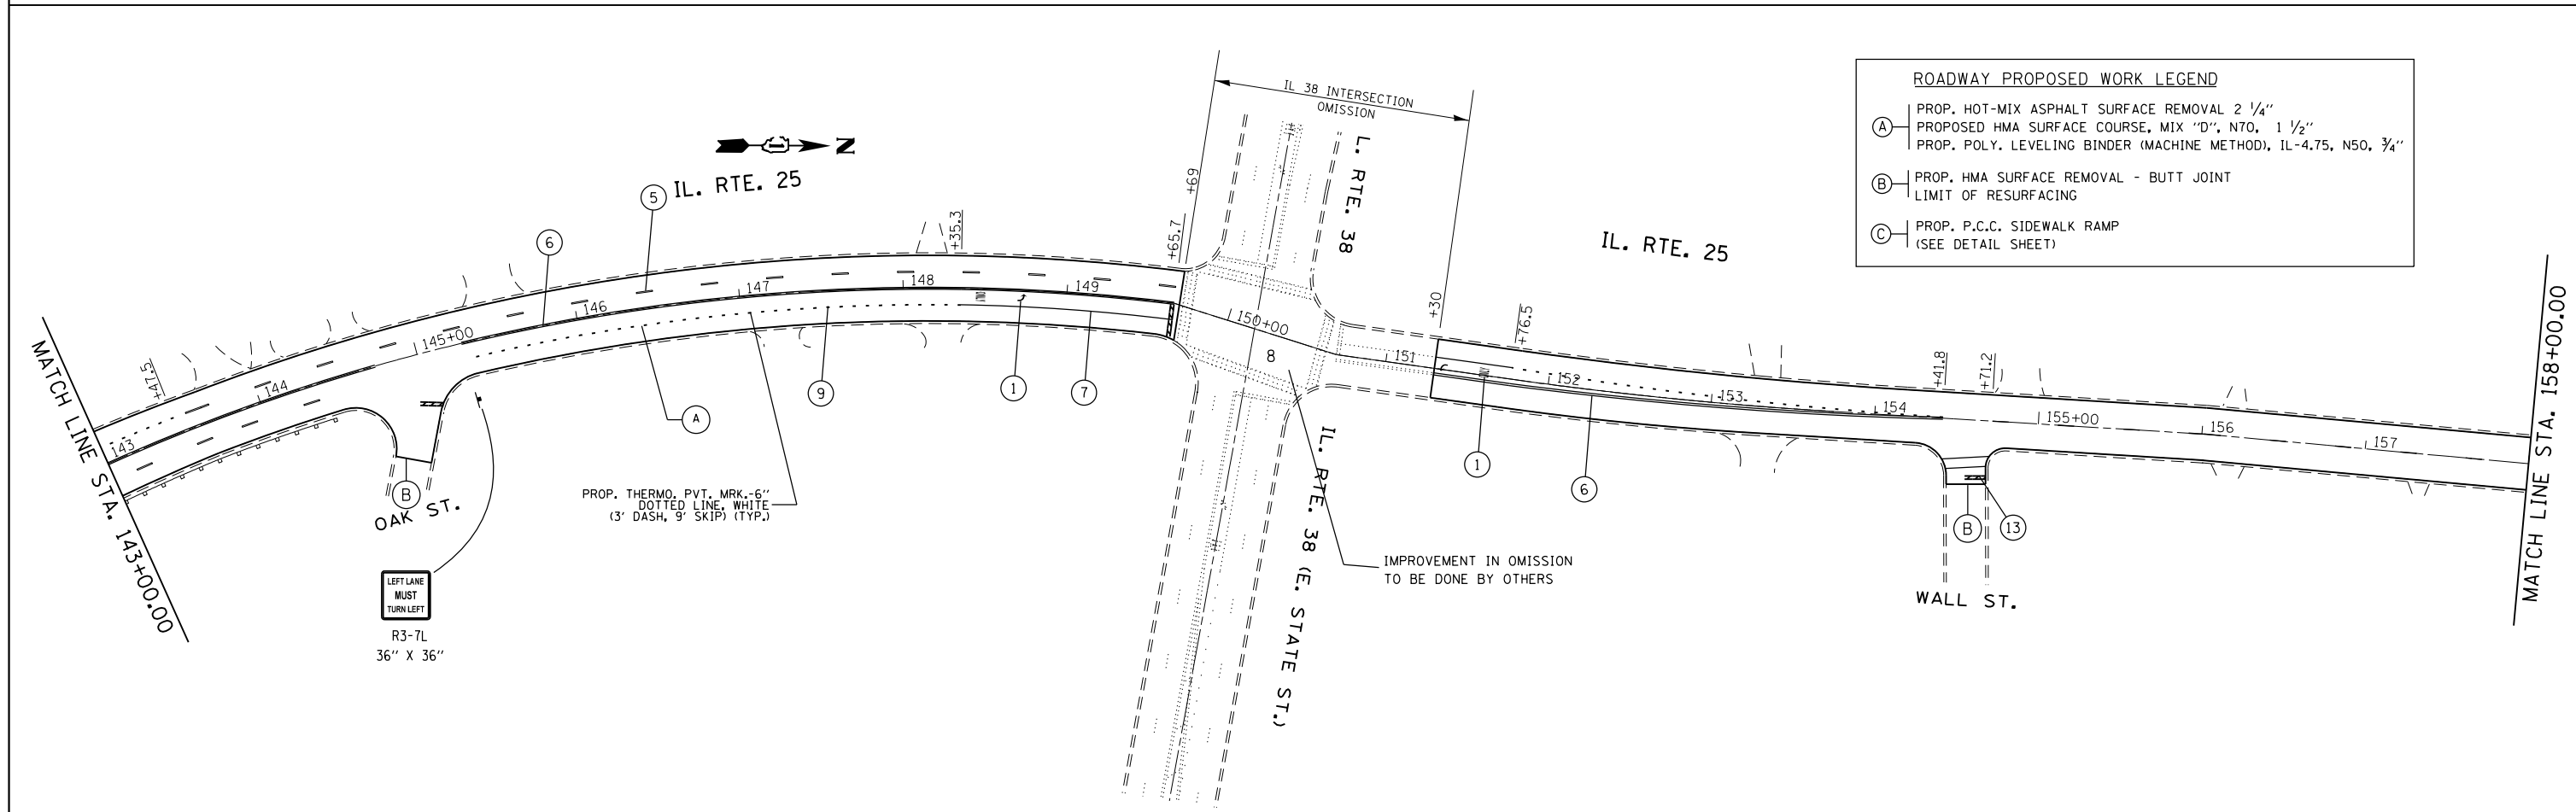 ROADWAY PROPOSED WORK LEGEND
A
PROP. HOT-MIX ASPHALT SURFACE REMOVAL 2 1/4"
PROPOSED HMA SURFACE COURSE, MIX "D", N70, 1 1/2"
PROP. POLY. LEVELING BINDER (MACHINE METHOD), IL-4.75, N50, 3/4"
B
PROP. HMA SURFACE REMOVAL - BUTT JOINT
LIMIT OF RESURFACING
C
PROP. P.C.C. SIDEWALK RAMP
(SEE DETAIL SHEET)
IL 38 INTERSECTION
OMISSION
N
IL. RTE. 25
L. RTE. 38
IL. RTE. 25
5
6
+47.5
+35.3
+65.7
+69
+30
+76.5
+41.8
+71.2
143
144
145+00
146
147
148
149
150+00
151
152
153
154
155+00
156
157
8
MATCH LINE STA. 143+00.00
MATCH LINE STA. 158+00.00
B
OAK ST.
A
9
1
7
1
6
B
13
WALL ST.
PROP. THERMO. PVT. MRK.-6"
DOTTED LINE, WHITE
(3' DASH, 9' SKIP) (TYP.)
LEFT LANE
MUST
TURN LEFT
R3-7L
36" X 36"
IL. RTE. 38 (E. STATE ST.)
IMPROVEMENT IN OMISSION
TO BE DONE BY OTHERS